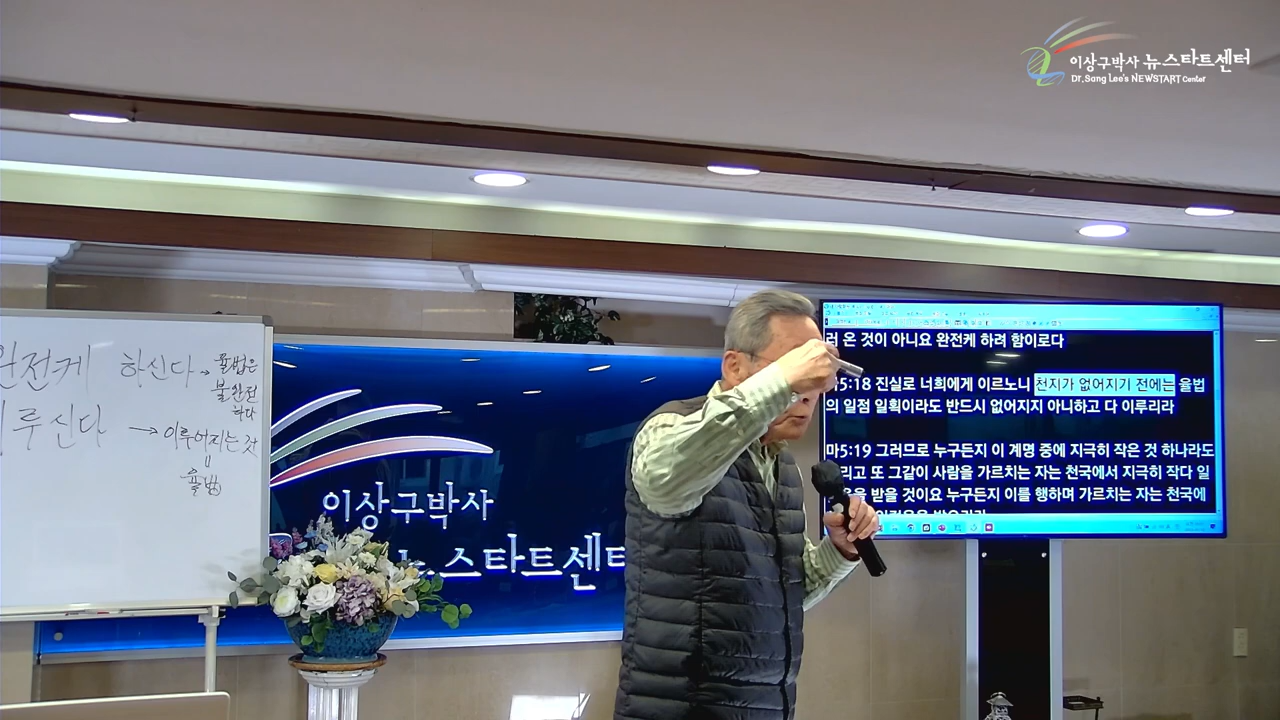 이상구박사 뉴스타트센터
Dr. Sang Lee's NEWSTART Center
완전케 하신다 → 율법은
불완전
하다
이루신다 → 이루어지는 것
율법
이상구박사
뉴스타트센터
러 온 것이 아니요 완전케 하려 함이로다
5:18 진실로 너희에게 이르노니 천지가 없어지기 전에는 율법
의 일점 일획이라도 반드시 없어지지 아니하고 다 이루리라
마5:19 그러므로 누구든지 이 계명 중에 지극히 작은 것 하나라도
리고 또 그같이 사람을 가르치는 자는 천국에서 지극히 작다 일
음을 받을 것이요 누구든지 이를 행하며 가르치는 자는 천국에